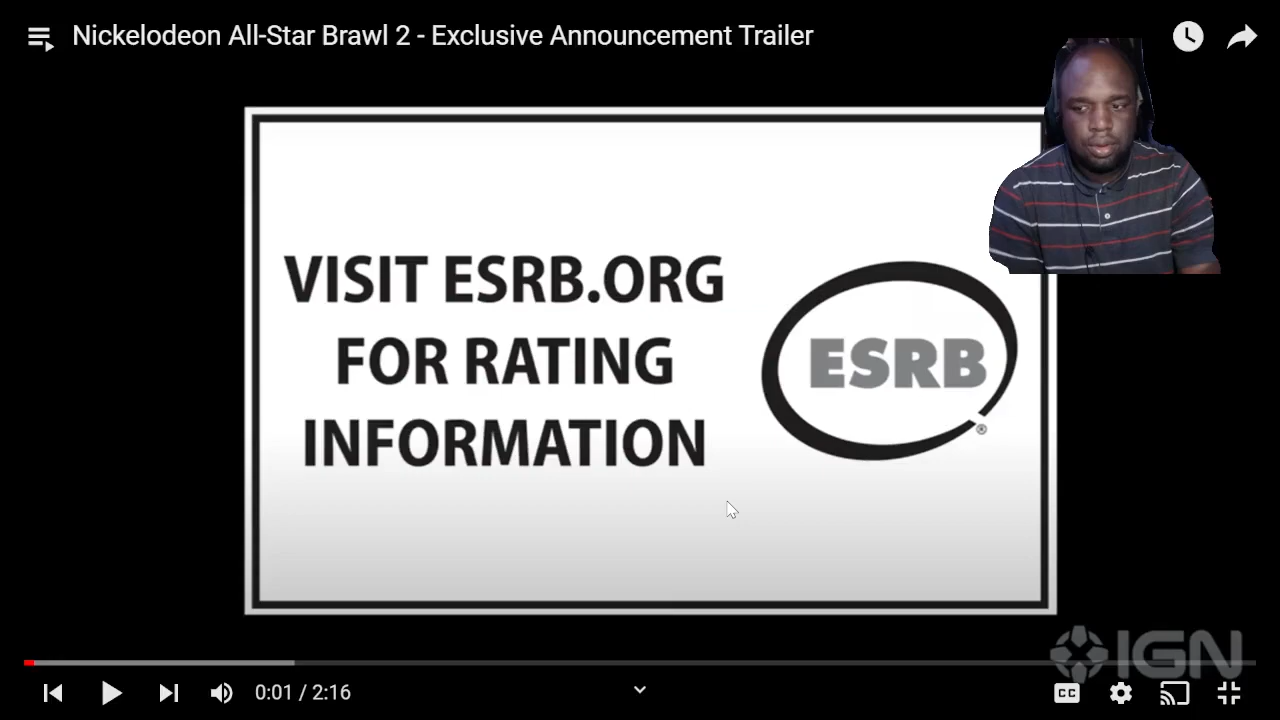 Nickelodeon All-Star Brawl 2 - Exclusive Announcement Trailer
VISIT ESRB.ORG
FOR RATING
INFORMATION
ESRB
®
IGN
0:01 / 2:16
CC